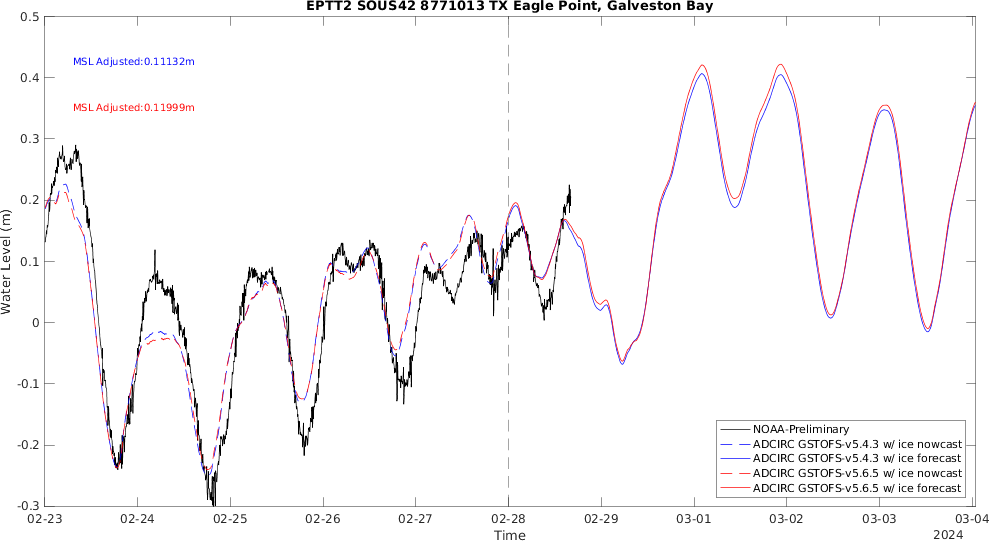 EPTT2 SOUS42 8771013 TX Eagle Point, Galveston Bay
0.5
0.4
0.3
0.2
0.1
0
-0.1
-0.2
-0.3
Water Level (m)
MSL Adjusted:0.11132m
MSL Adjusted:0.11999m
NOAA-Preliminary
ADCIRC GSTOFS-v5.4.3 w/ ice nowcast
ADCIRC GSTOFS-v5.4.3 w/ ice forecast
ADCIRC GSTOFS-v5.6.5 w/ ice nowcast
ADCIRC GSTOFS-v5.6.5 w/ ice forecast
02-23 02-24 02-25 02-26 02-27 02-28 02-29 03-01 03-02 03-03 03-04
Time 2024